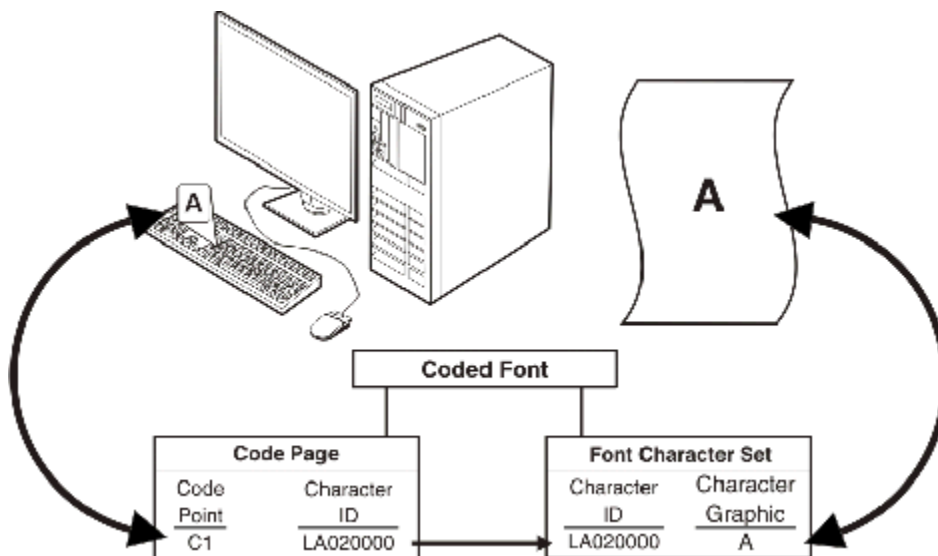 A
A
Coded Font
Code Page
Code Character
Point ID
C1 LA020000
Font Character Set
Character Character
ID Graphic
LA020000 A